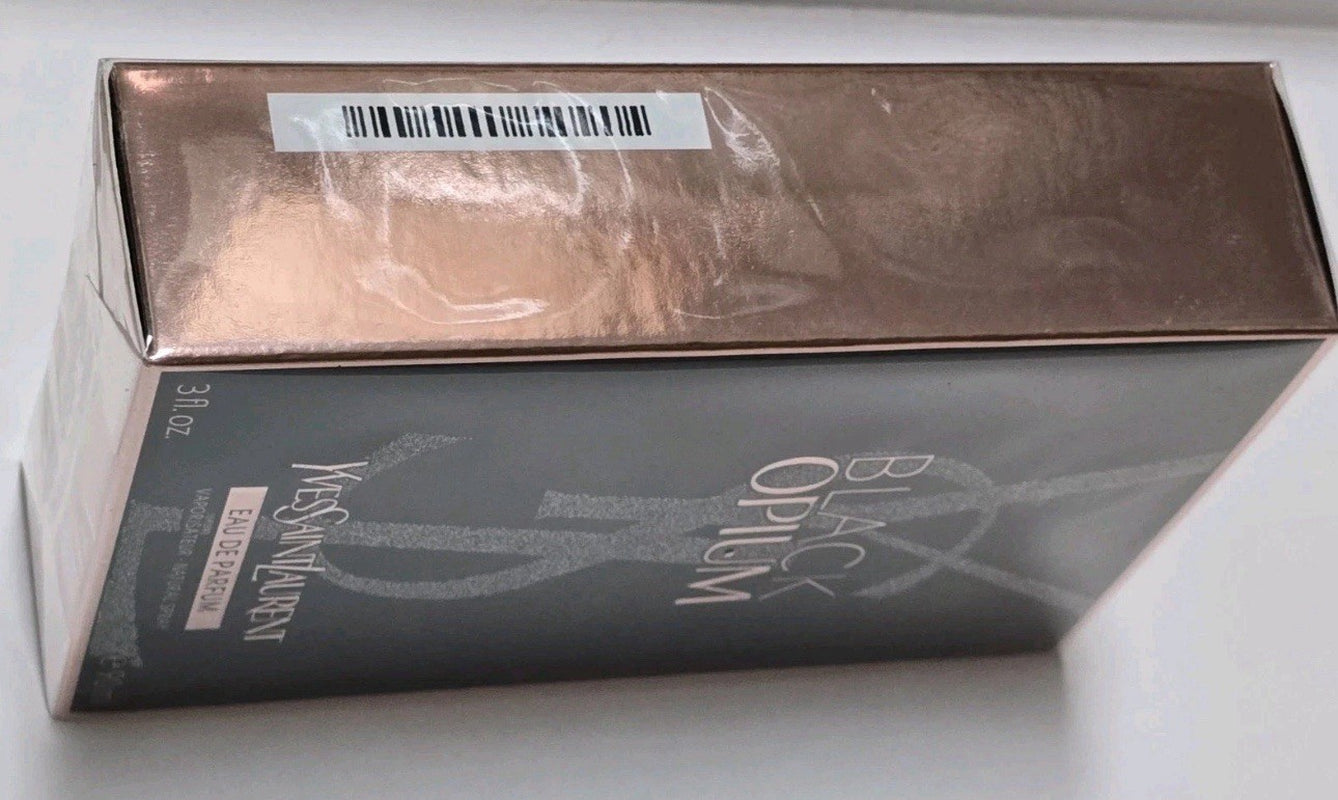 BLACK
OPIUM
YVESSAINTLAURENT
EAU DE PARFUM
VAPORISATEUR NATURAL SPRAY
3 fl. oz.